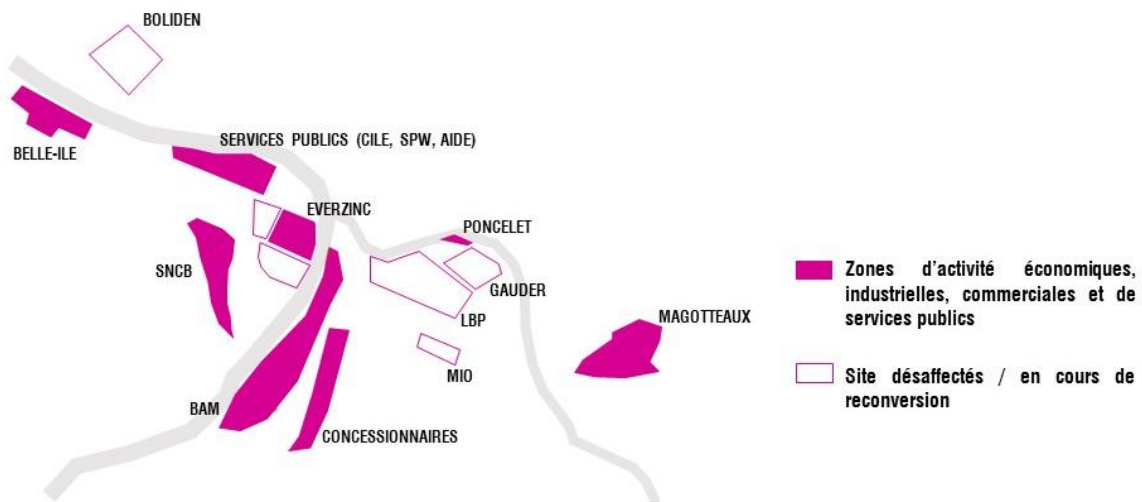 BOLIDEN
BELLE-ILE
SERVICES PUBLICS (CILE, SPW, AIDE)
EVERZINC
PONCELET
SNCB
GAUDER
LBP
MAGOTTEAUX
MIO
BAM
CONCESSIONNAIRES
Zones d'activité économiques,
industrielles, commerciales et de
services publics
Site désaffectés / en cours de
reconversion